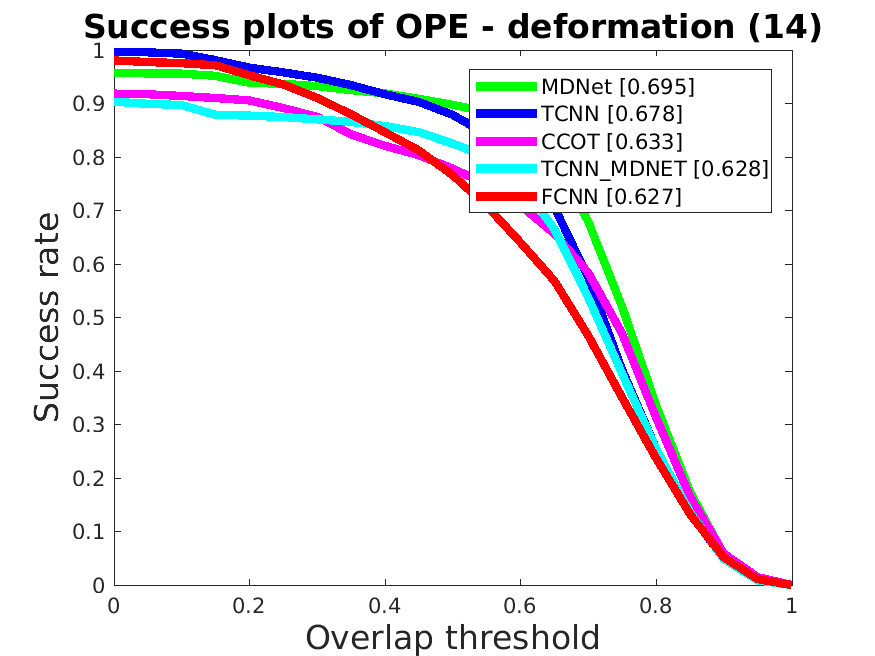 Success plots of OPE - deformation (14)
1
0.9
0.8
0.7
0.6
0.5
0.4
0.3
0.2
0.1
0
Success rate
MDNet [0.695]
TCNN [0.678]
CCOT [0.633]
TCNN_MDNET [0.628]
FCNN [0.627]
0 0.2 0.4 0.6 0.8 1
Overlap threshold